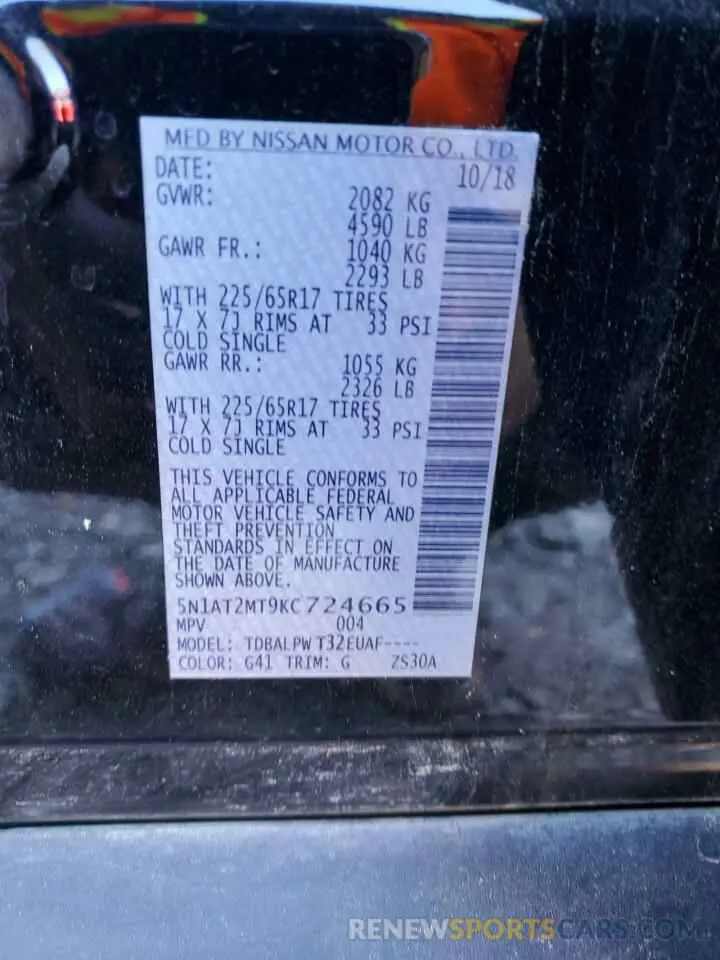 MFD BY NISSAN MOTOR CO., LTD.
DATE: 10/18
GVWR: 2082 KG
4590 LB
GAWR FR.: 1040 KG
2293 LB
WITH 225/65R17 TIRES
17 X 7J RIMS AT 33 PSI
COLD SINGLE
GAWR RR.: 1055 KG
2326 LB
WITH 225/65R17 TIRES
17 X 7J RIMS AT 33 PSI
COLD SINGLE
THIS VEHICLE CONFORMS TO
ALL APPLICABLE FEDERAL
MOTOR VEHICLE SAFETY AND
THEFT PREVENTION
STANDARDS IN EFFECT ON
THE DATE OF MANUFACTURE
SHOWN ABOVE.
5N1AT2MT9KC724665
MPV 004
MODEL: TDBALPW T32EUAF----
COLOR: G41 TRIM: G ZS30A
RENEWSPORTSCARS.COM